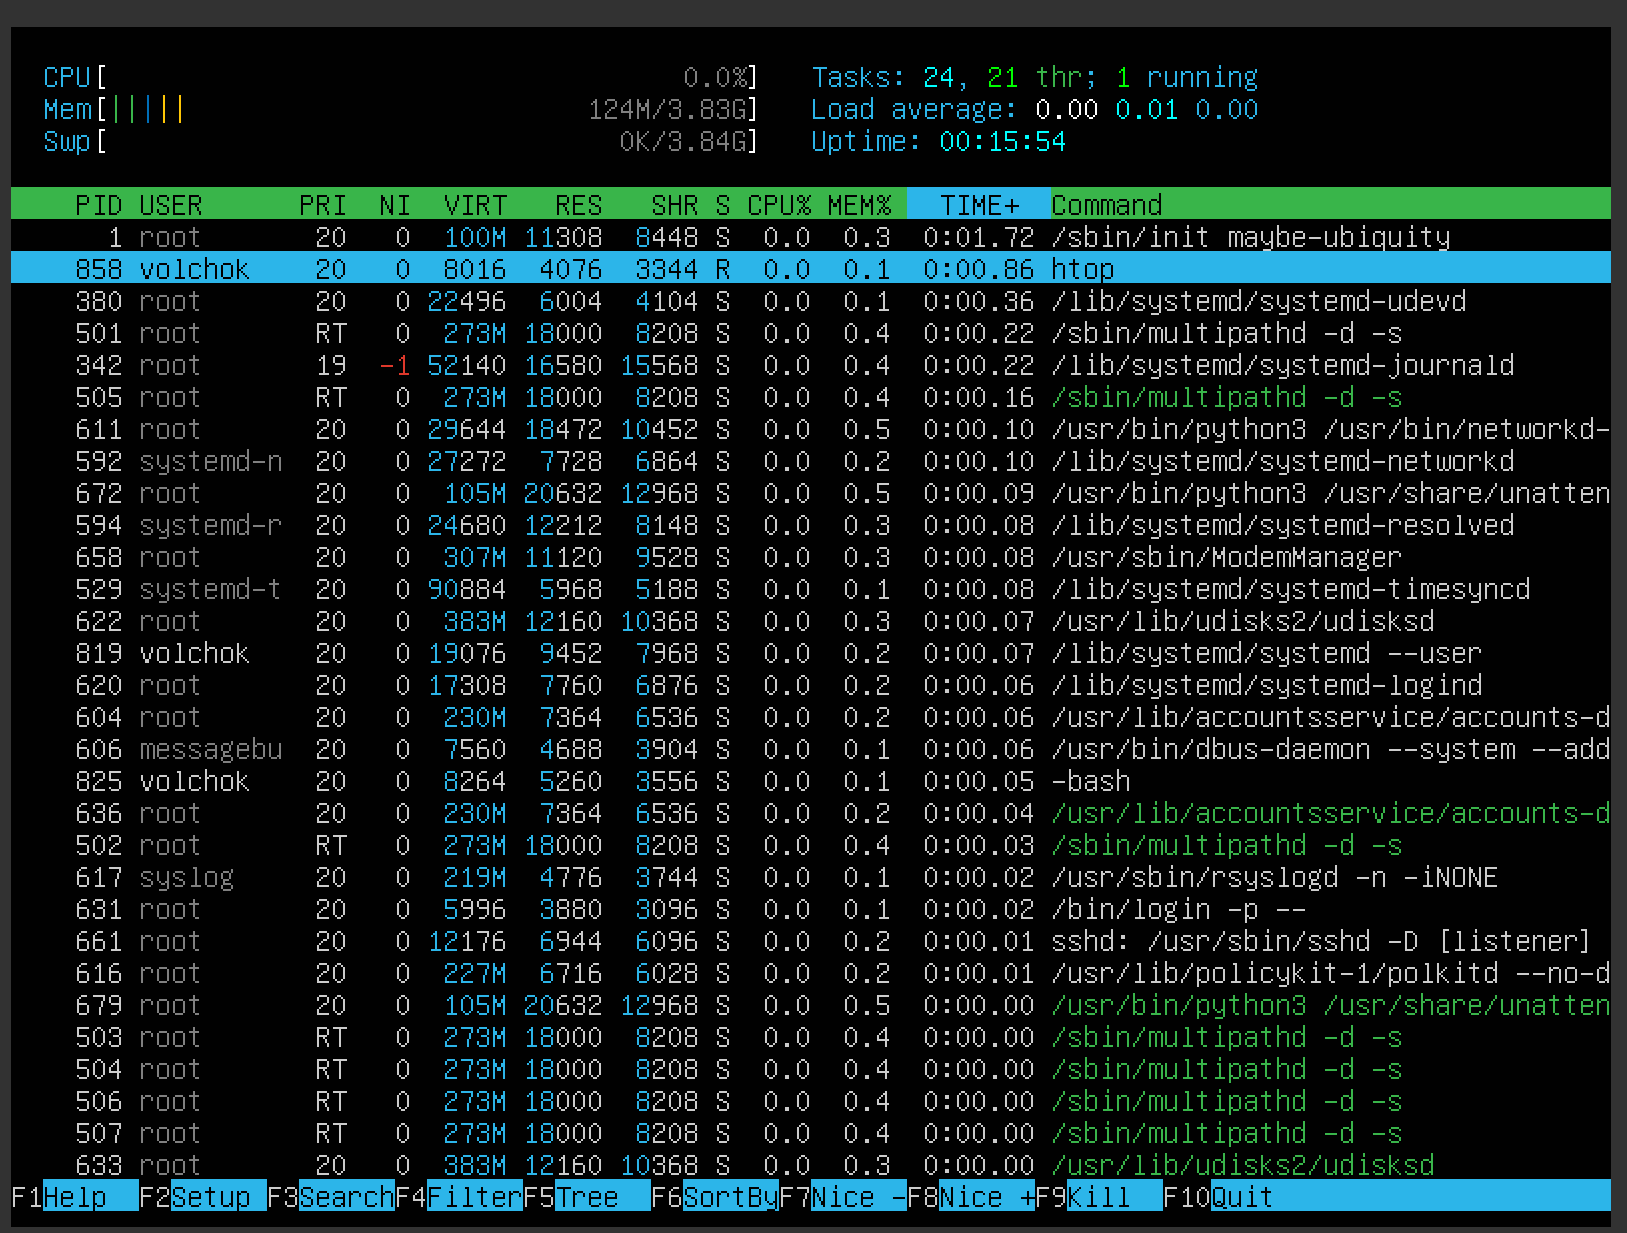 CPU[ 0.0%] Tasks: 24, 21 thr; 1 running
Mem[||||| 124M/3.83G] Load average: 0.00 0.01 0.00
Swp[ 0K/3.84G] Uptime: 00:15:54
PID USER PRI NI VIRT RES SHR S CPU% MEM% TIME+ Command
1 root 20 0 100M 11308 8448 S 0.0 0.3 0:01.72 /sbin/init maybe-ubiquity
858 volchok 20 0 8016 4076 3344 R 0.0 0.1 0:00.86 htop
380 root 20 0 22496 6004 4104 S 0.0 0.1 0:00.36 /lib/systemd/systemd-udevd
501 root RT 0 273M 18000 8208 S 0.0 0.4 0:00.22 /sbin/multipathd -d -s
342 root 19 -1 52140 16580 15568 S 0.0 0.4 0:00.22 /lib/systemd/systemd-journald
505 root RT 0 273M 18000 8208 S 0.0 0.4 0:00.16 /sbin/multipathd -d -s
611 root 20 0 29644 18472 10452 S 0.0 0.5 0:00.10 /usr/bin/python3 /usr/bin/networkd-
592 systemd-n 20 0 27272 7728 6864 S 0.0 0.2 0:00.10 /lib/systemd/systemd-networkd
672 root 20 0 105M 20632 12968 S 0.0 0.5 0:00.09 /usr/bin/python3 /usr/share/unatten
594 systemd-r 20 0 24680 12212 8148 S 0.0 0.3 0:00.08 /lib/systemd/systemd-resolved
658 root 20 0 307M 11120 9528 S 0.0 0.3 0:00.08 /usr/sbin/ModemManager
529 systemd-t 20 0 90884 5968 5188 S 0.0 0.1 0:00.08 /lib/systemd/systemd-timesyncd
622 root 20 0 383M 12160 10368 S 0.0 0.3 0:00.07 /usr/lib/udisks2/udisksd
819 volchok 20 0 19076 9452 7968 S 0.0 0.2 0:00.07 /lib/systemd/systemd --user
620 root 20 0 17308 7760 6876 S 0.0 0.2 0:00.06 /lib/systemd/systemd-logind
604 root 20 0 230M 7364 6536 S 0.0 0.2 0:00.06 /usr/lib/accountsservice/accounts-d
606 messagebu 20 0 7560 4688 3904 S 0.0 0.1 0:00.06 /usr/bin/dbus-daemon --system --add
825 volchok 20 0 8264 5260 3556 S 0.0 0.1 0:00.05 -bash
636 root 20 0 230M 7364 6536 S 0.0 0.2 0:00.04 /usr/lib/accountsservice/accounts-d
502 root RT 0 273M 18000 8208 S 0.0 0.4 0:00.03 /sbin/multipathd -d -s
617 syslog 20 0 219M 4776 3744 S 0.0 0.1 0:00.02 /usr/sbin/rsyslogd -n -iNONE
631 root 20 0 5996 3880 3096 S 0.0 0.1 0:00.02 /bin/login -p --
661 root 20 0 12176 6944 6096 S 0.0 0.2 0:00.01 sshd: /usr/sbin/sshd -D [listener]
616 root 20 0 227M 6716 6028 S 0.0 0.2 0:00.01 /usr/lib/policykit-1/polkitd --no-d
679 root 20 0 105M 20632 12968 S 0.0 0.5 0:00.00 /usr/bin/python3 /usr/share/unatten
503 root RT 0 273M 18000 8208 S 0.0 0.4 0:00.00 /sbin/multipathd -d -s
504 root RT 0 273M 18000 8208 S 0.0 0.4 0:00.00 /sbin/multipathd -d -s
506 root RT 0 273M 18000 8208 S 0.0 0.4 0:00.00 /sbin/multipathd -d -s
507 root RT 0 273M 18000 8208 S 0.0 0.4 0:00.00 /sbin/multipathd -d -s
633 root 20 0 383M 12160 10368 S 0.0 0.3 0:00.00 /usr/lib/udisks2/udisksd
F1Help F2Setup F3SearchF4FilterF5Tree F6SortByF7Nice -F8Nice +F9Kill F10Quit